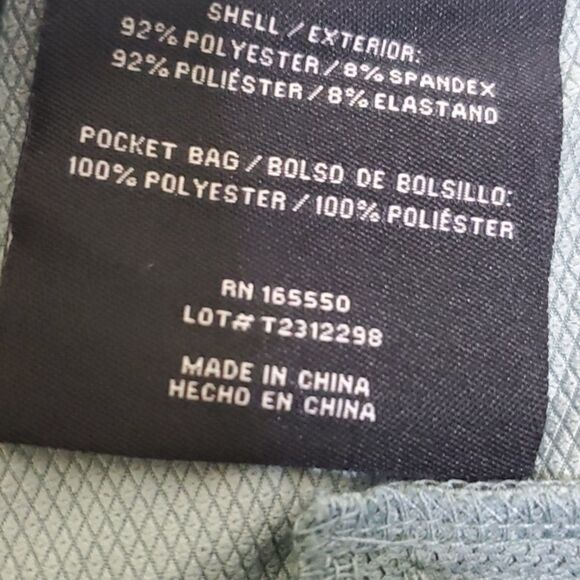 SHELL / EXTERIOR:
92% POLYESTER / 8% SPANDEX
92% POLIÉSTER / 8% ELASTANO
POCKET BAG / BOLSO DE BOLSILLO:
100% POLYESTER / 100% POLIÉSTER
RN 165550
LOT# T2312298
MADE IN CHINA
HECHO EN CHINA